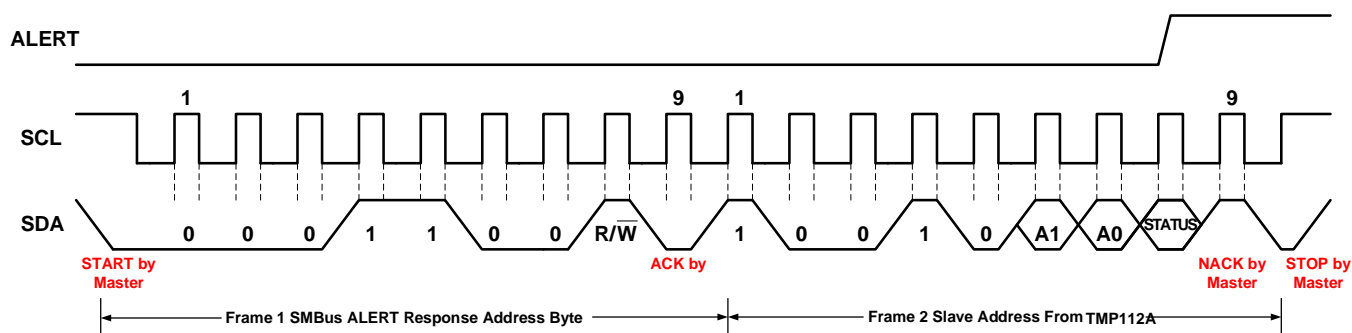 ALERT
1 9 1 9
SCL
SDA
0 0 0 1 1 0 0 R/W̅ 1 0 0 1 0 A1 A0 STATUS
START by
Master
ACK by
NACK by
Master
STOP by
Master
Frame 1 SMBus ALERT Response Address Byte
Frame 2 Slave Address From TMP112A